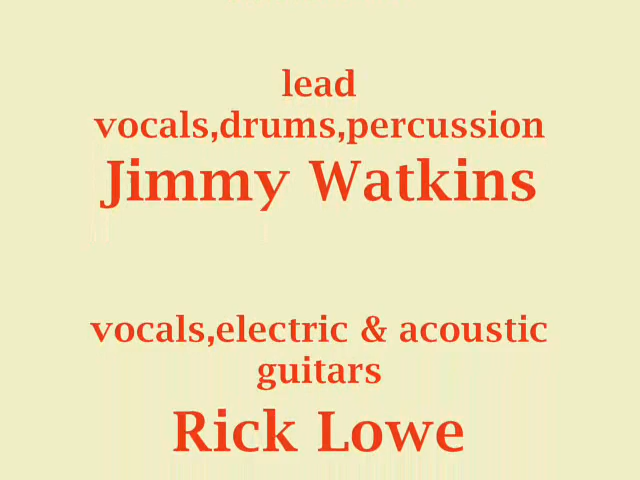 lead
vocals,drums,percussion
Jimmy Watkins
vocals,electric & acoustic
guitars
Rick Lowe